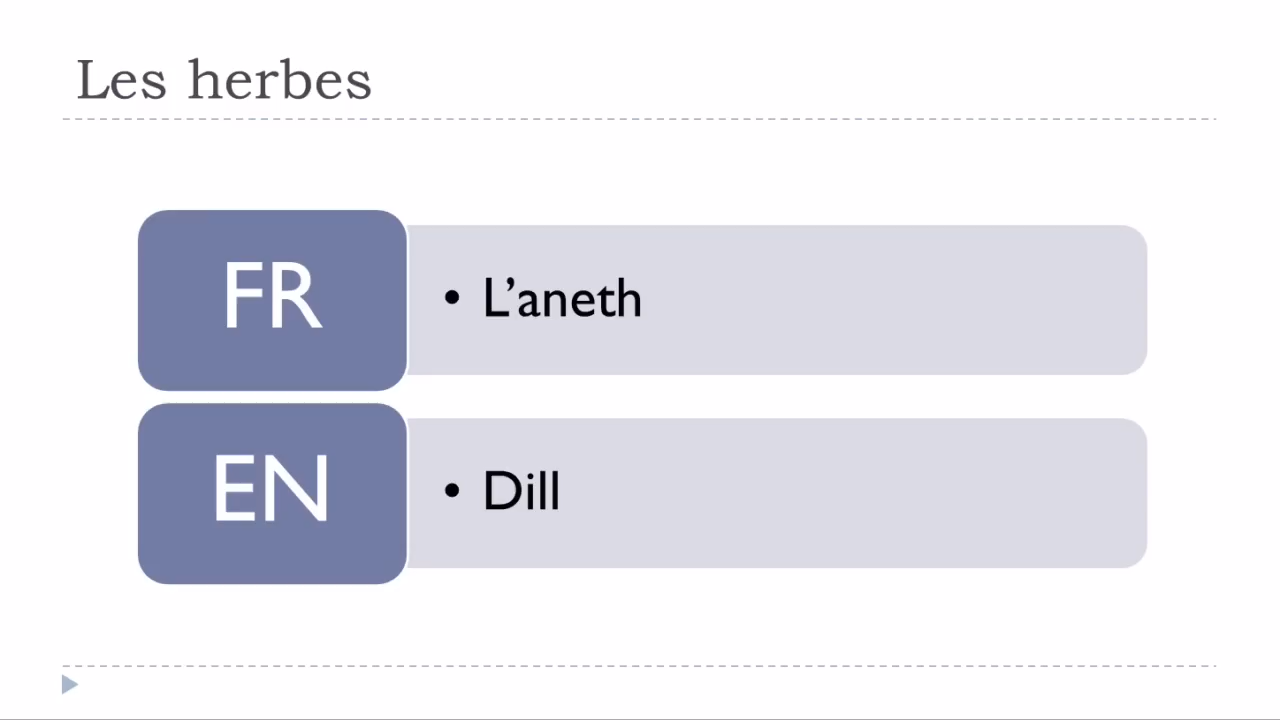 Les herbes
FR
• L’aneth
EN
• Dill